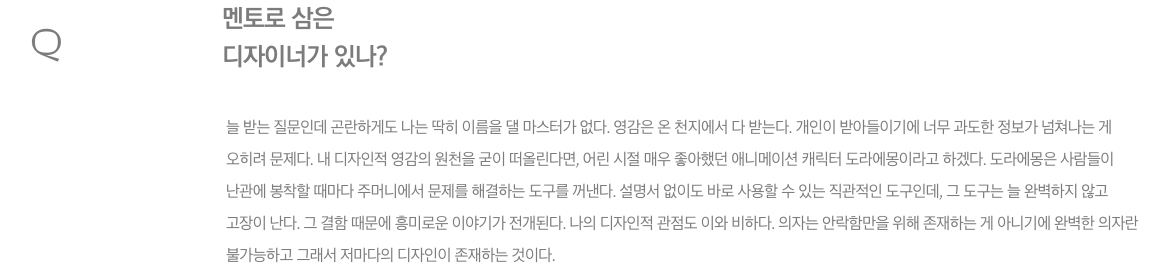 Q
멘토로 삼은
디자이너가 있나?
늘 받는 질문인데 곤란하게도 나는 딱히 이름을 댈 마스터가 없다. 영감은 온 천지에서 다 받는다. 개인이 받아들이기에 너무 과도한 정보가 넘쳐나는 게
오히려 문제다. 내 디자인적 영감의 원천을 굳이 떠올린다면, 어린 시절 매우 좋아했던 애니메이션 캐릭터 도라에몽이라고 하겠다. 도라에몽은 사람들이
난관에 봉착할 때마다 주머니에서 문제를 해결하는 도구를 꺼낸다. 설명서 없이도 바로 사용할 수 있는 직관적인 도구인데, 그 도구는 늘 완벽하지 않고
고장이 난다. 그 결함 때문에 흥미로운 이야기가 전개된다. 나의 디자인적 관점도 이와 비하다. 의자는 안락함만을 위해 존재하는 게 아니기에 완벽한 의자란
불가능하고 그래서 저마다의 디자인이 존재하는 것이다.